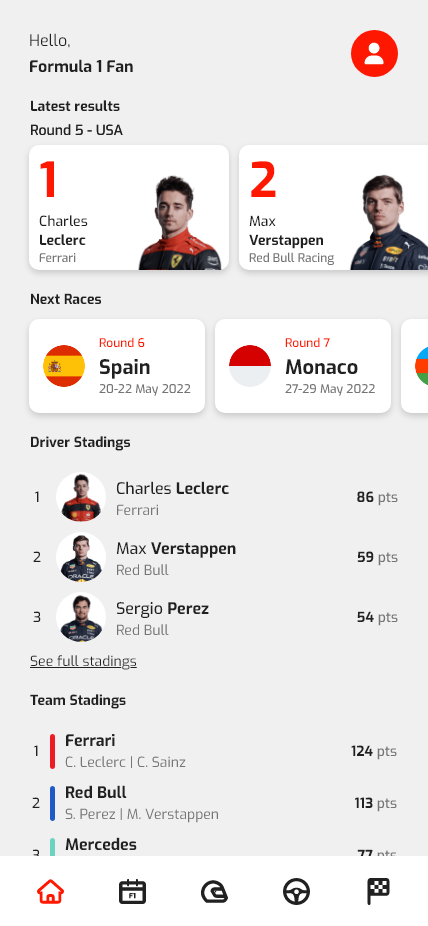 Hello,
Formula 1 Fan
Latest results
Round 5 - USA
1
Charles
Leclerc
Ferrari
2
Max
Verstappen
Red Bull Racing
Next Races
Round 6
Spain
20-22 May 2022
Round 7
Monaco
27-29 May 2022
Driver Stadings
1 Charles Leclerc 86 pts
Ferrari
2 Max Verstappen 59 pts
Red Bull
3 Sergio Perez 54 pts
Red Bull
See full stadings
Team Stadings
1 Ferrari 124 pts
C. Leclerc | C. Sainz
2 Red Bull 113 pts
S. Perez | M. Verstappen
3 Mercedes 77 pts
F1